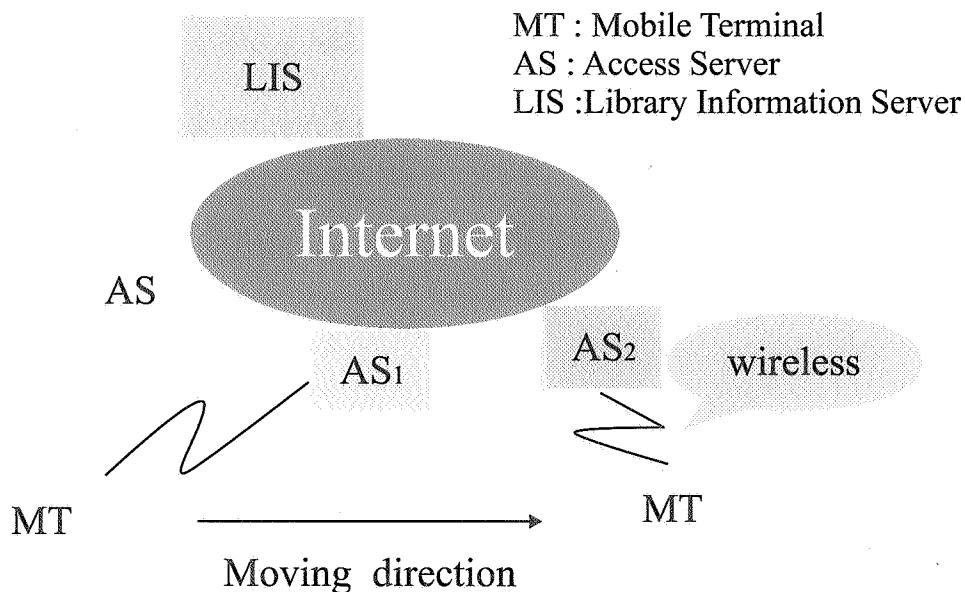 MT : Mobile Terminal
AS : Access Server
LIS :Library Information Server
LIS
Internet
AS
AS1
AS2
wireless
MT
MT
Moving direction